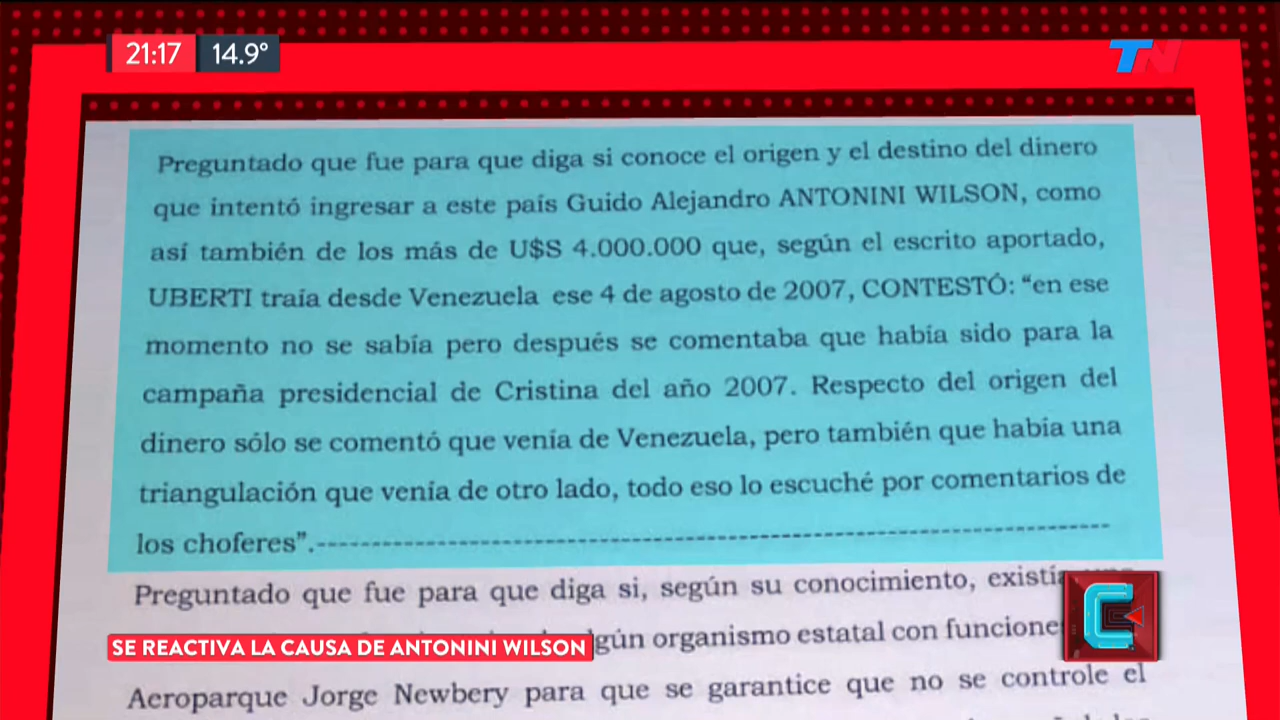 21:17 14.9°
TN
Preguntado que fue para que diga si conoce el origen y el destino del dinero
que intentó ingresar a este país Guido Alejandro ANTONINI WILSON, como
así también de los más de U$S 4.000.000 que, según el escrito aportado,
UBERTI traía desde Venezuela ese 4 de agosto de 2007, CONTESTÓ: “en ese
momento no se sabía pero después se comentaba que había sido para la
campaña presidencial de Cristina del año 2007. Respecto del origen del
dinero sólo se comentó que venía de Venezuela, pero también que había una
triangulación que venía de otro lado, todo eso lo escuché por comentarios de
los choferes”.------------------------------------------------------------------------
Preguntado que fue para que diga si, según su conocimiento, existía
organismo estatal con
SE REACTIVA LA CAUSA DE ANTONINI WILSON
Aeroparque Jorge Newbery para que se garantice que no se controle el